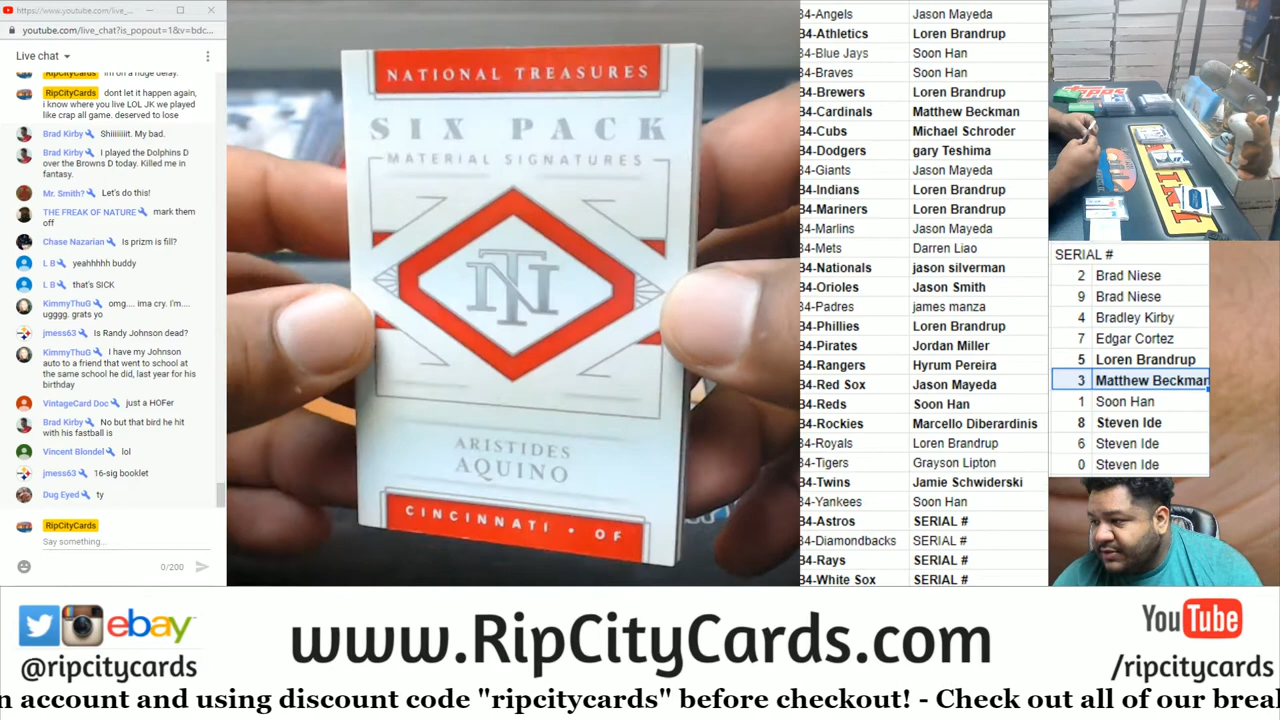 https://www.youtube.com/live_...
youtube.com/live_chat?is_popout=1&v=bdc...
Live chat
RipCityCards im on a huge delay.
RipCityCards dont let it happen again,
i know where you live LOL JK we played
like crap all game. deserved to lose
Brad Kirby Shiiiiiiiit. My bad.
Brad Kirby I played the Dolphins D
over the Browns D today. Killed me in
fantasy.
Mr. Smith? Let's do this!
THE FREAK OF NATURE mark them
off
Chase Nazarian Is prizm is fill?
L B yeahhhhh buddy
L B that's SICK
KimmyThuG omg.... ima cry. I'm....
ugggg. grats yo
jmess63 Is Randy Johnson dead?
KimmyThuG I have my Johnson
auto to a friend that went to school at
the same school he did, last year for his
birthday
VintageCard Doc just a HOFer
Brad Kirby No but that bird he hit
with his fastball is
Vincent Blondel lol
jmess63 16-sig booklet
Dug Eyed ty
RipCityCards
Say something...
0/200
NATIONAL TREASURES
SIX PACK
MATERIAL SIGNATURES
NT
ARISTIDES
AQUINO
CINCINNATI • OF
34-Angels Jason Mayeda
34-Athletics Loren Brandrup
34-Blue Jays Soon Han
34-Braves Soon Han
34-Brewers Loren Brandrup
34-Cardinals Matthew Beckman
34-Cubs Michael Schroder
34-Dodgers gary Teshima
34-Giants Jason Mayeda
34-Indians Loren Brandrup
34-Mariners Loren Brandrup
34-Marlins Jason Mayeda
34-Mets Darren Liao
34-Nationals jason silverman
34-Orioles Jason Smith
34-Padres james manza
34-Phillies Loren Brandrup
34-Pirates Jordan Miller
34-Rangers Hyrum Pereira
34-Red Sox Jason Mayeda
34-Reds Soon Han
34-Rockies Marcello Diberardinis
34-Royals Loren Brandrup
34-Tigers Grayson Lipton
34-Twins Jamie Schwiderski
34-Yankees Soon Han
34-Astros SERIAL #
34-Diamondbacks SERIAL #
34-Rays SERIAL #
34-White Sox SERIAL #
SERIAL #
2 Brad Niese
9 Brad Niese
4 Bradley Kirby
7 Edgar Cortez
5 Loren Brandrup
3 Matthew Beckman
1 Soon Han
8 Steven Ide
6 Steven Ide
0 Steven Ide
ebay
@ripcitycards
www.RipCityCards.com
YouTube
/ripcitycards
n account and using discount code "ripcitycards" before checkout! - Check out all of our brea